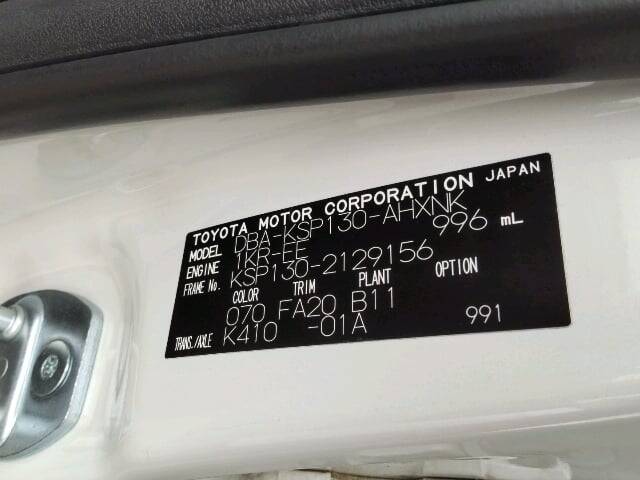 TOYOTA MOTOR CORPORATION JAPAN
MODEL DBA-KSP130-AHXNK
ENGINE 1KR-FE 996 mL
FRAME No. KSP130-2129156
COLOR TRIM PLANT OPTION
070 FA20 B11
TRANS./AXLE K410 -01A 991